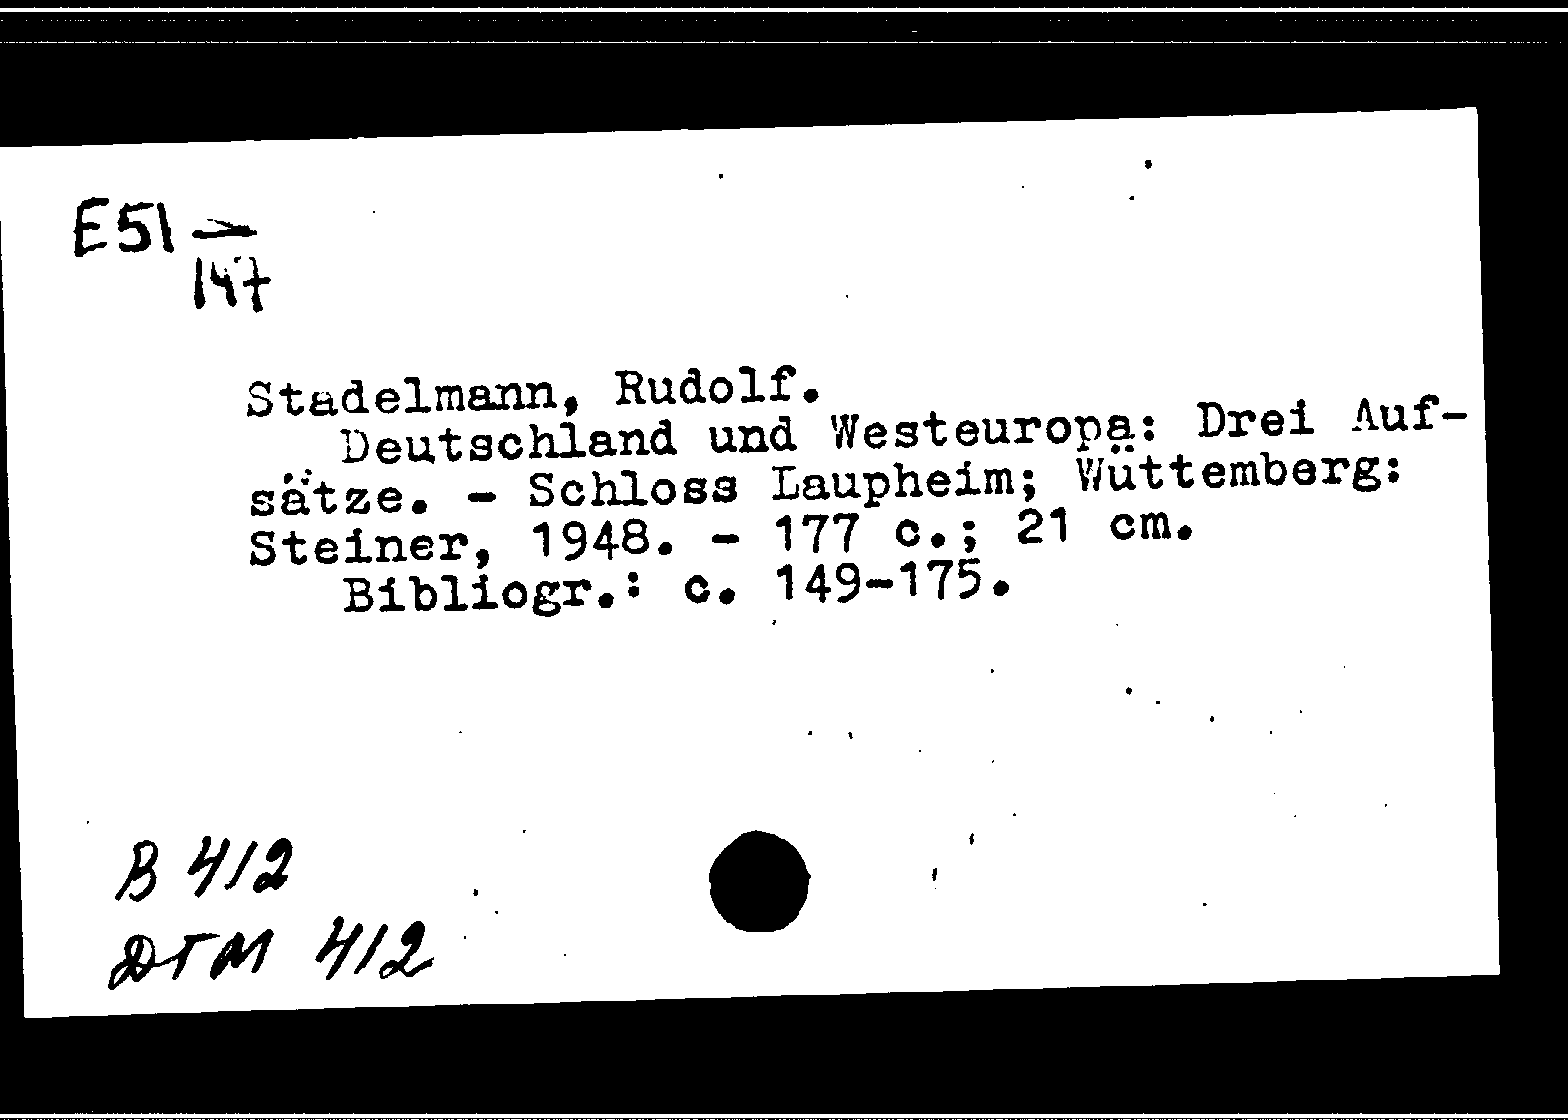 E51 —
147
Stadelmann, Rudolf.
Deutschland und Westeuropa: Drei Auf-
sätze. - Schloss Laupheim; Wüttemberg:
Steiner, 1948. - 177 c.; 21 cm.
Bibliogr.: c. 149-175.
B 412
DTM 412